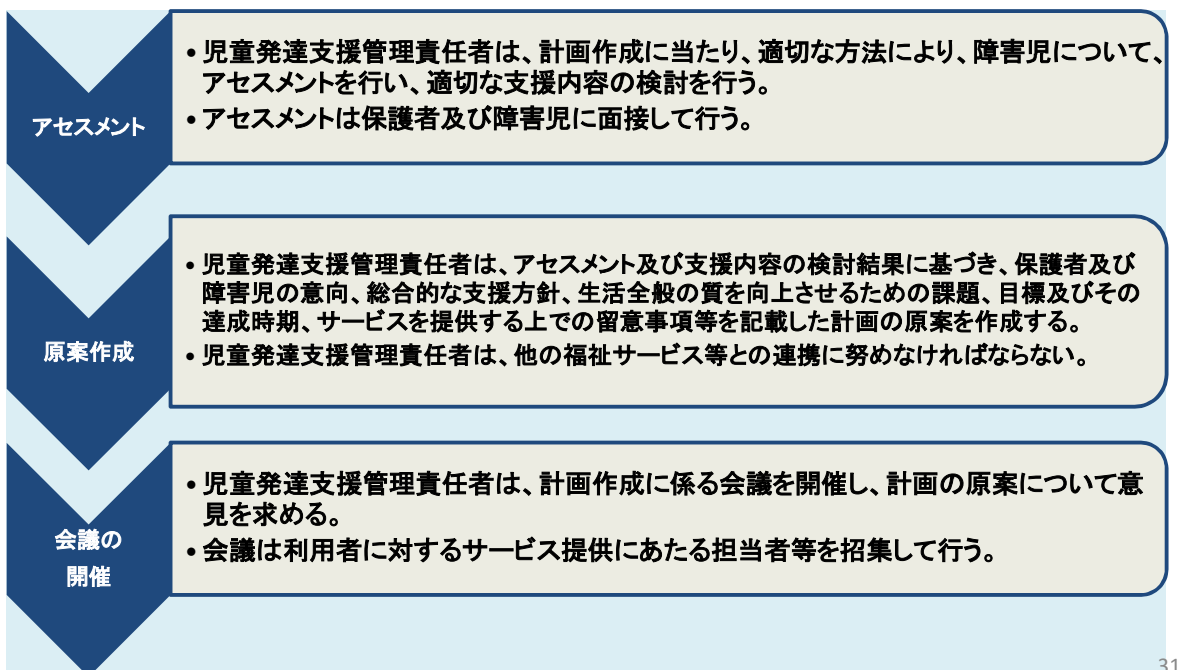 アセスメント
• 児童発達支援管理責任者は、計画作成に当たり、適切な方法により、障害児について、
アセスメントを行い、適切な支援内容の検討を行う。
• アセスメントは保護者及び障害児に面接して行う。
原案作成
• 児童発達支援管理責任者は、アセスメント及び支援内容の検討結果に基づき、保護者及び
障害児の意向、総合的な支援方針、生活全般の質を向上させるための課題、目標及びその
達成時期、サービスを提供する上での留意事項等を記載した計画の原案を作成する。
• 児童発達支援管理責任者は、他の福祉サービス等との連携に努めなければならない。
会議の
開催
• 児童発達支援管理責任者は、計画作成に係る会議を開催し、計画の原案について意
見を求める。
• 会議は利用者に対するサービス提供にあたる担当者等を招集して行う。
31